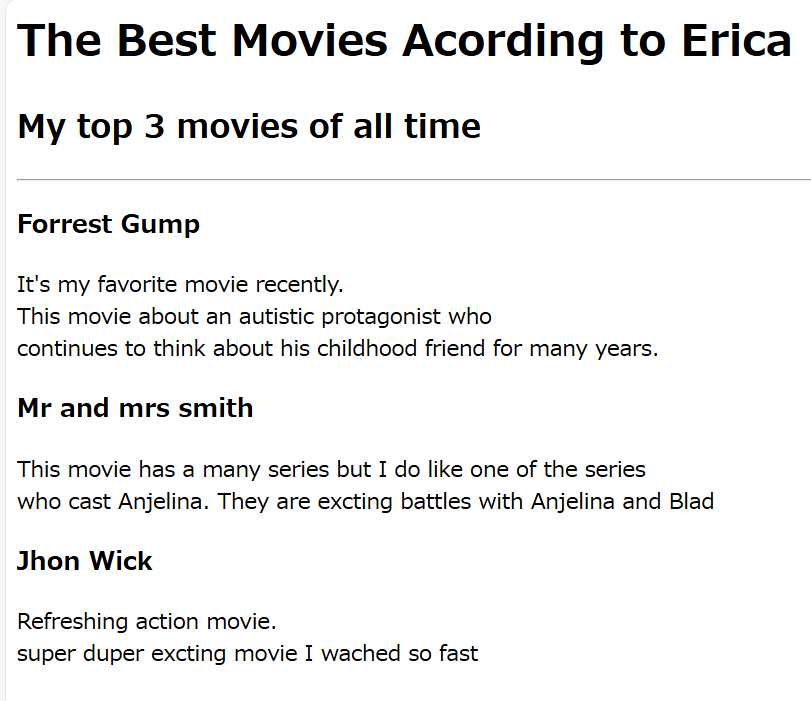 The Best Movies Acording to Erica
My top 3 movies of all time
Forrest Gump
It's my favorite movie recently.
This movie about an autistic protagonist who
continues to think about his childhood friend for many years.
Mr and mrs smith
This movie has a many series but I do like one of the series
who cast Anjelina. They are excting battles with Anjelina and Blad
Jhon Wick
Refreshing action movie.
super duper excting movie I wached so fast